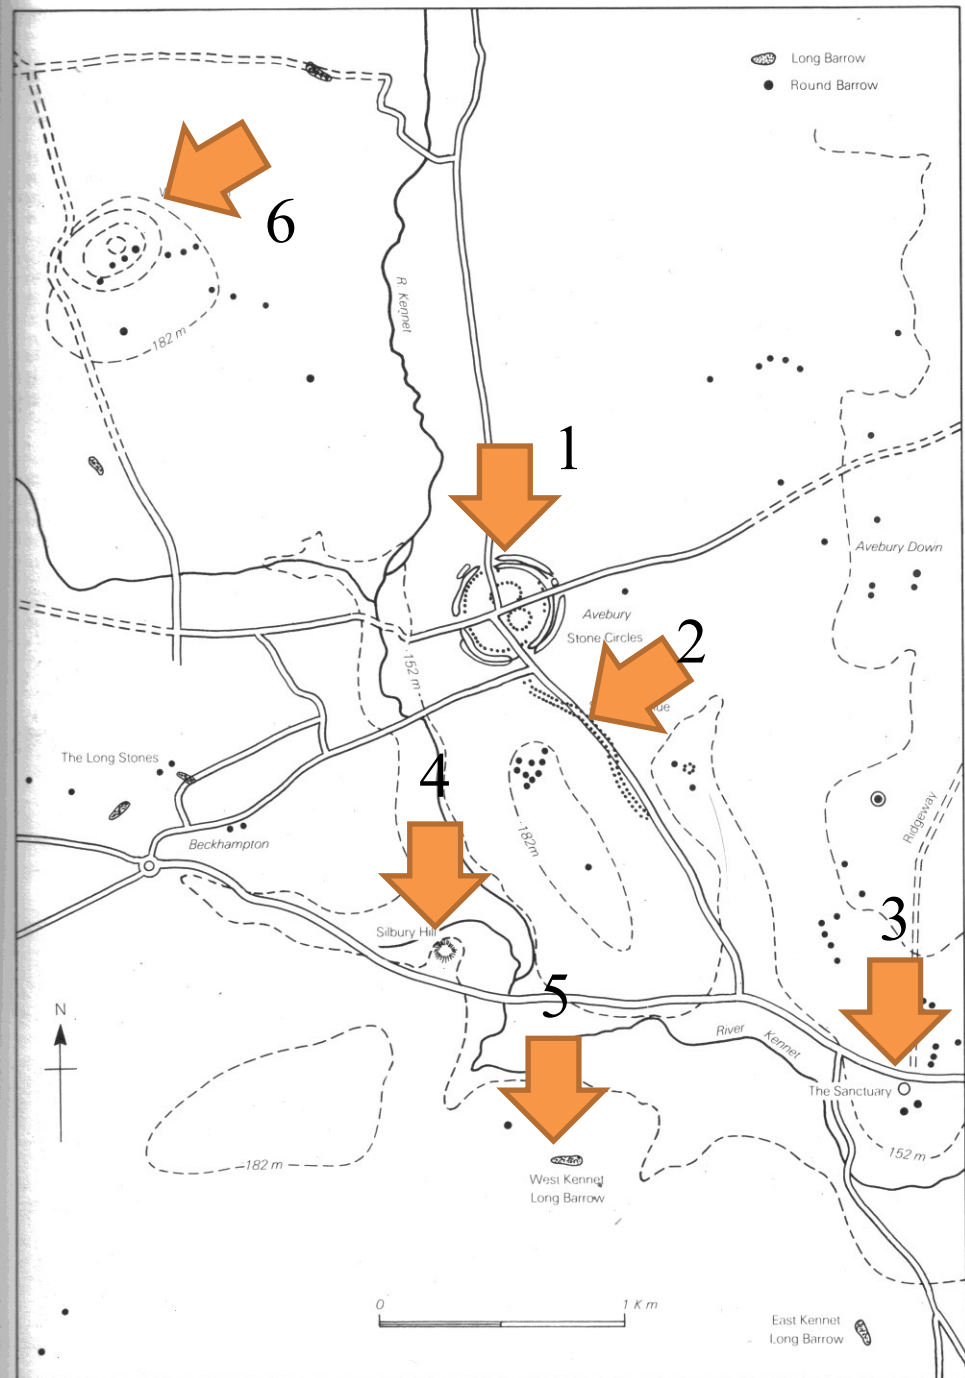 Long Barrow
Round Barrow
6
R. Kennet
182 m
1
Avebury Down
Avebury
Stone Circles
2
152 m
The Long Stones
4
182m
Ridgeway
Beckhampton
3
Silbury Hill
5
N
River Kennet
The Sanctuary
152 m
182 m
West Kennet
Long Barrow
0 1 Km
East Kennet
Long Barrow